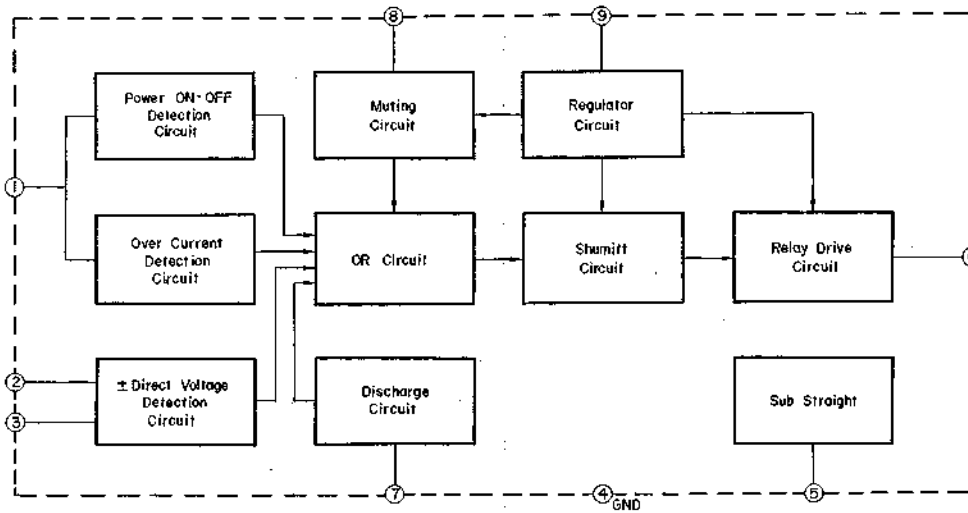 8
9
Power ON-OFF
Detection
Circuit
Muting
Circuit
Regulator
Circuit
1
Over Current
Detection
Circuit
OR Circuit
Shumitt
Circuit
Relay Drive
Circuit
2
3
± Direct Voltage
Detection
Circuit
Discharge
Circuit
Sub Straight
7
4
GND
5